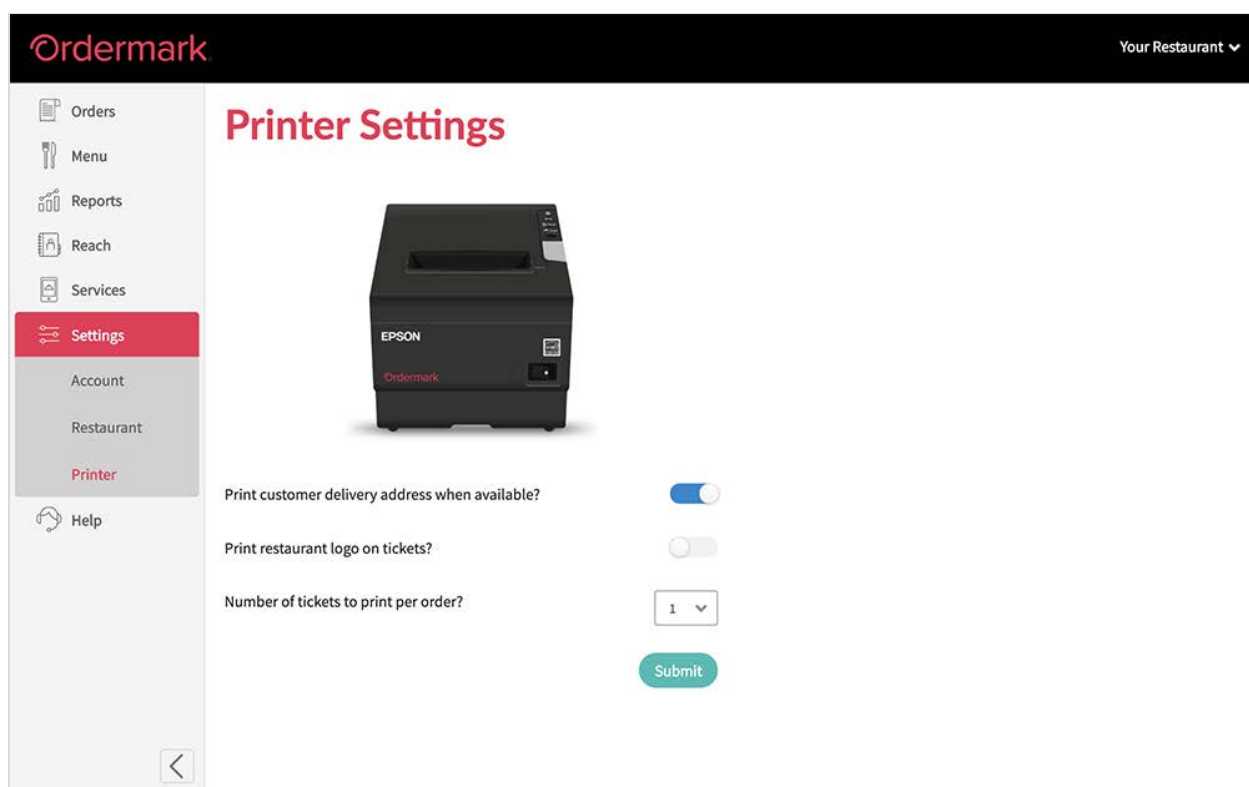 Ordermark
Your Restaurant
Orders
Menu
Reports
Reach
Services
Settings
Account
Restaurant
Printer
Help
Printer Settings
EPSON
Ordermark
Print customer delivery address when available?
Print restaurant logo on tickets?
Number of tickets to print per order?
1
Submit